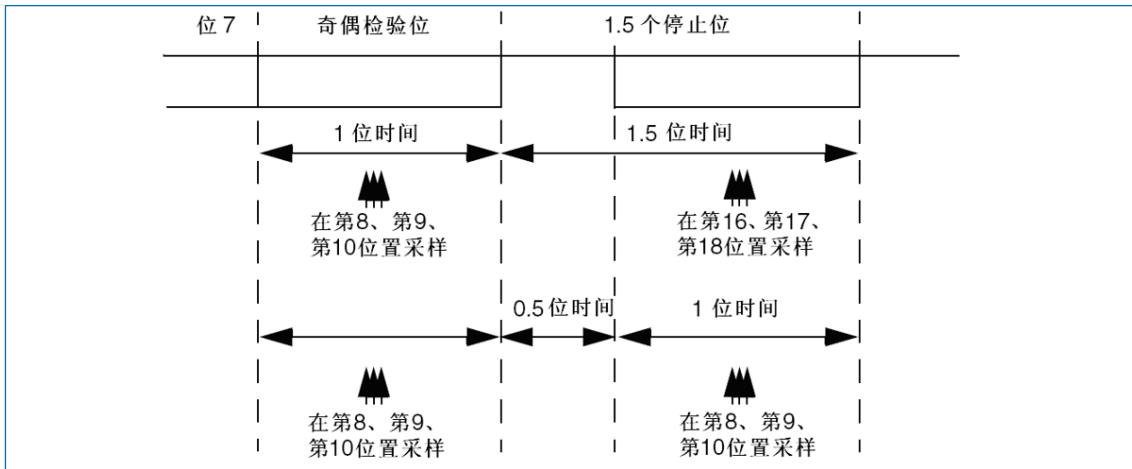 位 7 奇偶检验位 1.5 个停止位
1 位时间 1.5 位时间
在第8、第9、
第10位置采样
在第16、第17、
第18位置采样
0.5 位时间 1 位时间
在第8、第9、
第10位置采样
在第8、第9、
第10位置采样